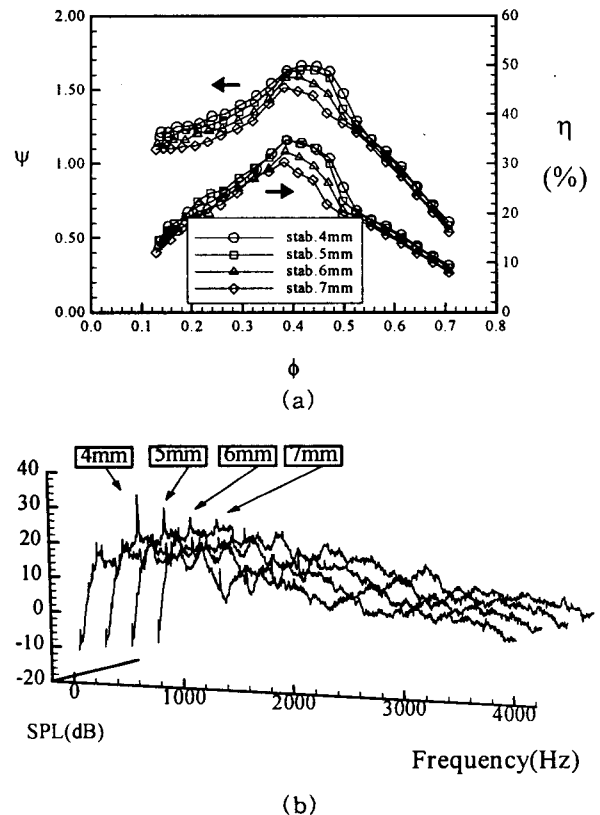 2.00
1.50
1.00
0.50
0.00
ψ
60
50
40
30
20
10
0
η
(%)
stab.4mm
stab.5mm
stab.6mm
stab.7mm
0.0 0.1 0.2 0.3 0.4 0.5 0.6 0.7 0.8
ϕ
(a)
4mm 5mm 6mm 7mm
40
30
20
10
0
-10
-20
0 1000 2000 3000 4000
SPL(dB)
Frequency(Hz)
(b)